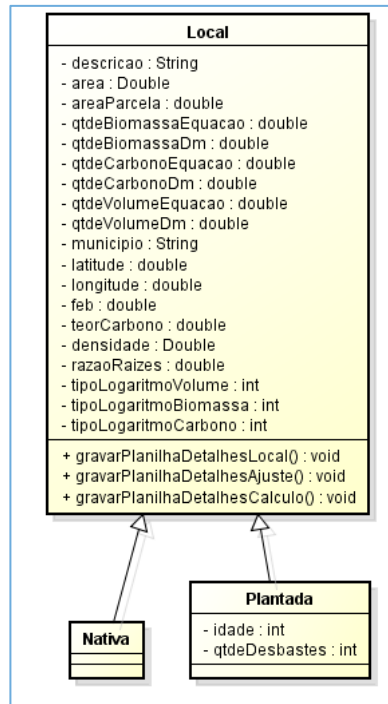 Local
- descricao : String
- area : Double
- areaParcela : double
- qtdeBiomassaEquacao : double
- qtdeBiomassaDm : double
- qtdeCarbonoEquacao : double
- qtdeCarbonoDm : double
- qtdeVolumeEquacao : double
- qtdeVolumeDm : double
- municipio : String
- latitude : double
- longitude : double
- feb : double
- teorCarbono : double
- densidade : Double
- razaoRaizes : double
- tipoLogaritmoVolume : int
- tipoLogaritmoBiomassa : int
- tipoLogaritmoCarbono : int
+ gravarPlanilhaDetalhesLocal() : void
+ gravarPlanilhaDetalhesAjuste() : void
+ gravarPlanilhaDetalhesCalculo() : void
Nativa
Plantada
- idade : int
- qtdeDesbastes : int